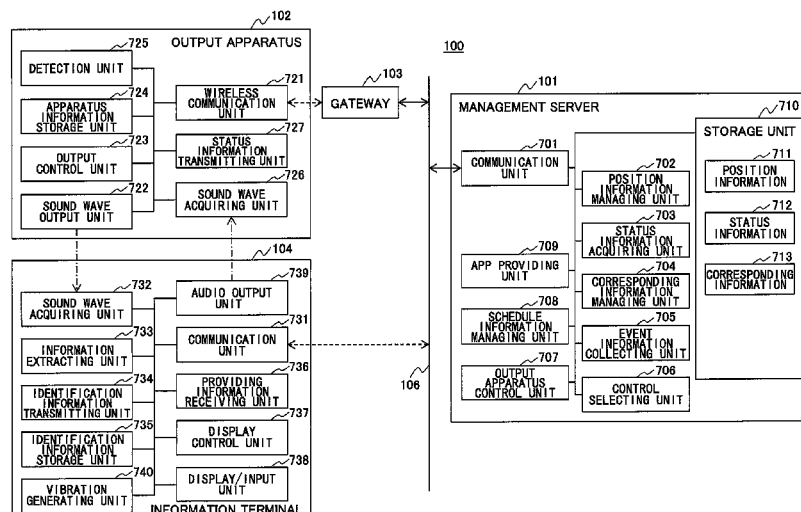 102
OUTPUT APPARATUS
725
DETECTION UNIT
724
APPARATUS
INFORMATION
STORAGE UNIT
723
OUTPUT
CONTROL UNIT
722
SOUND WAVE
OUTPUT UNIT
721
WIRELESS
COMMUNICATION
UNIT
727
STATUS
INFORMATION
TRANSMITTING UNIT
726
SOUND WAVE
ACQUIRING UNIT
103
GATEWAY
100
101
MANAGEMENT SERVER
701
COMMUNICATION
UNIT
709
APP PROVIDING UNIT
708
SCHEDULE
INFORMATION
MANAGING UNIT
707
OUTPUT
APPARATUS
CONTROL UNIT
702
POSITION
INFORMATION
MANAGING UNIT
703
STATUS
INFORMATION
ACQUIRING UNIT
704
CORRESPONDING
INFORMATION
MANAGING UNIT
705
EVENT
INFORMATION
COLLECTING UNIT
706
CONTROL
SELECTING UNIT
710
STORAGE UNIT
711
POSITION
INFORMATION
712
STATUS
INFORMATION
713
CORRESPONDING
INFORMATION
106
104
732
SOUND WAVE
ACQUIRING UNIT
733
INFORMATION
EXTRACTING UNIT
734
IDENTIFICATION
INFORMATION
TRANSMITTING UNIT
735
IDENTIFICATION
INFORMATION
STORAGE UNIT
740
VIBRATION
GENERATING UNIT
739
AUDIO OUTPUT
UNIT
731
COMMUNICATION
UNIT
736
PROVIDING
INFORMATION
RECEIVING UNIT
737
DISPLAY
CONTROL UNIT
738
DISPLAY/INPUT
UNIT
INFORMATION TERMINAL